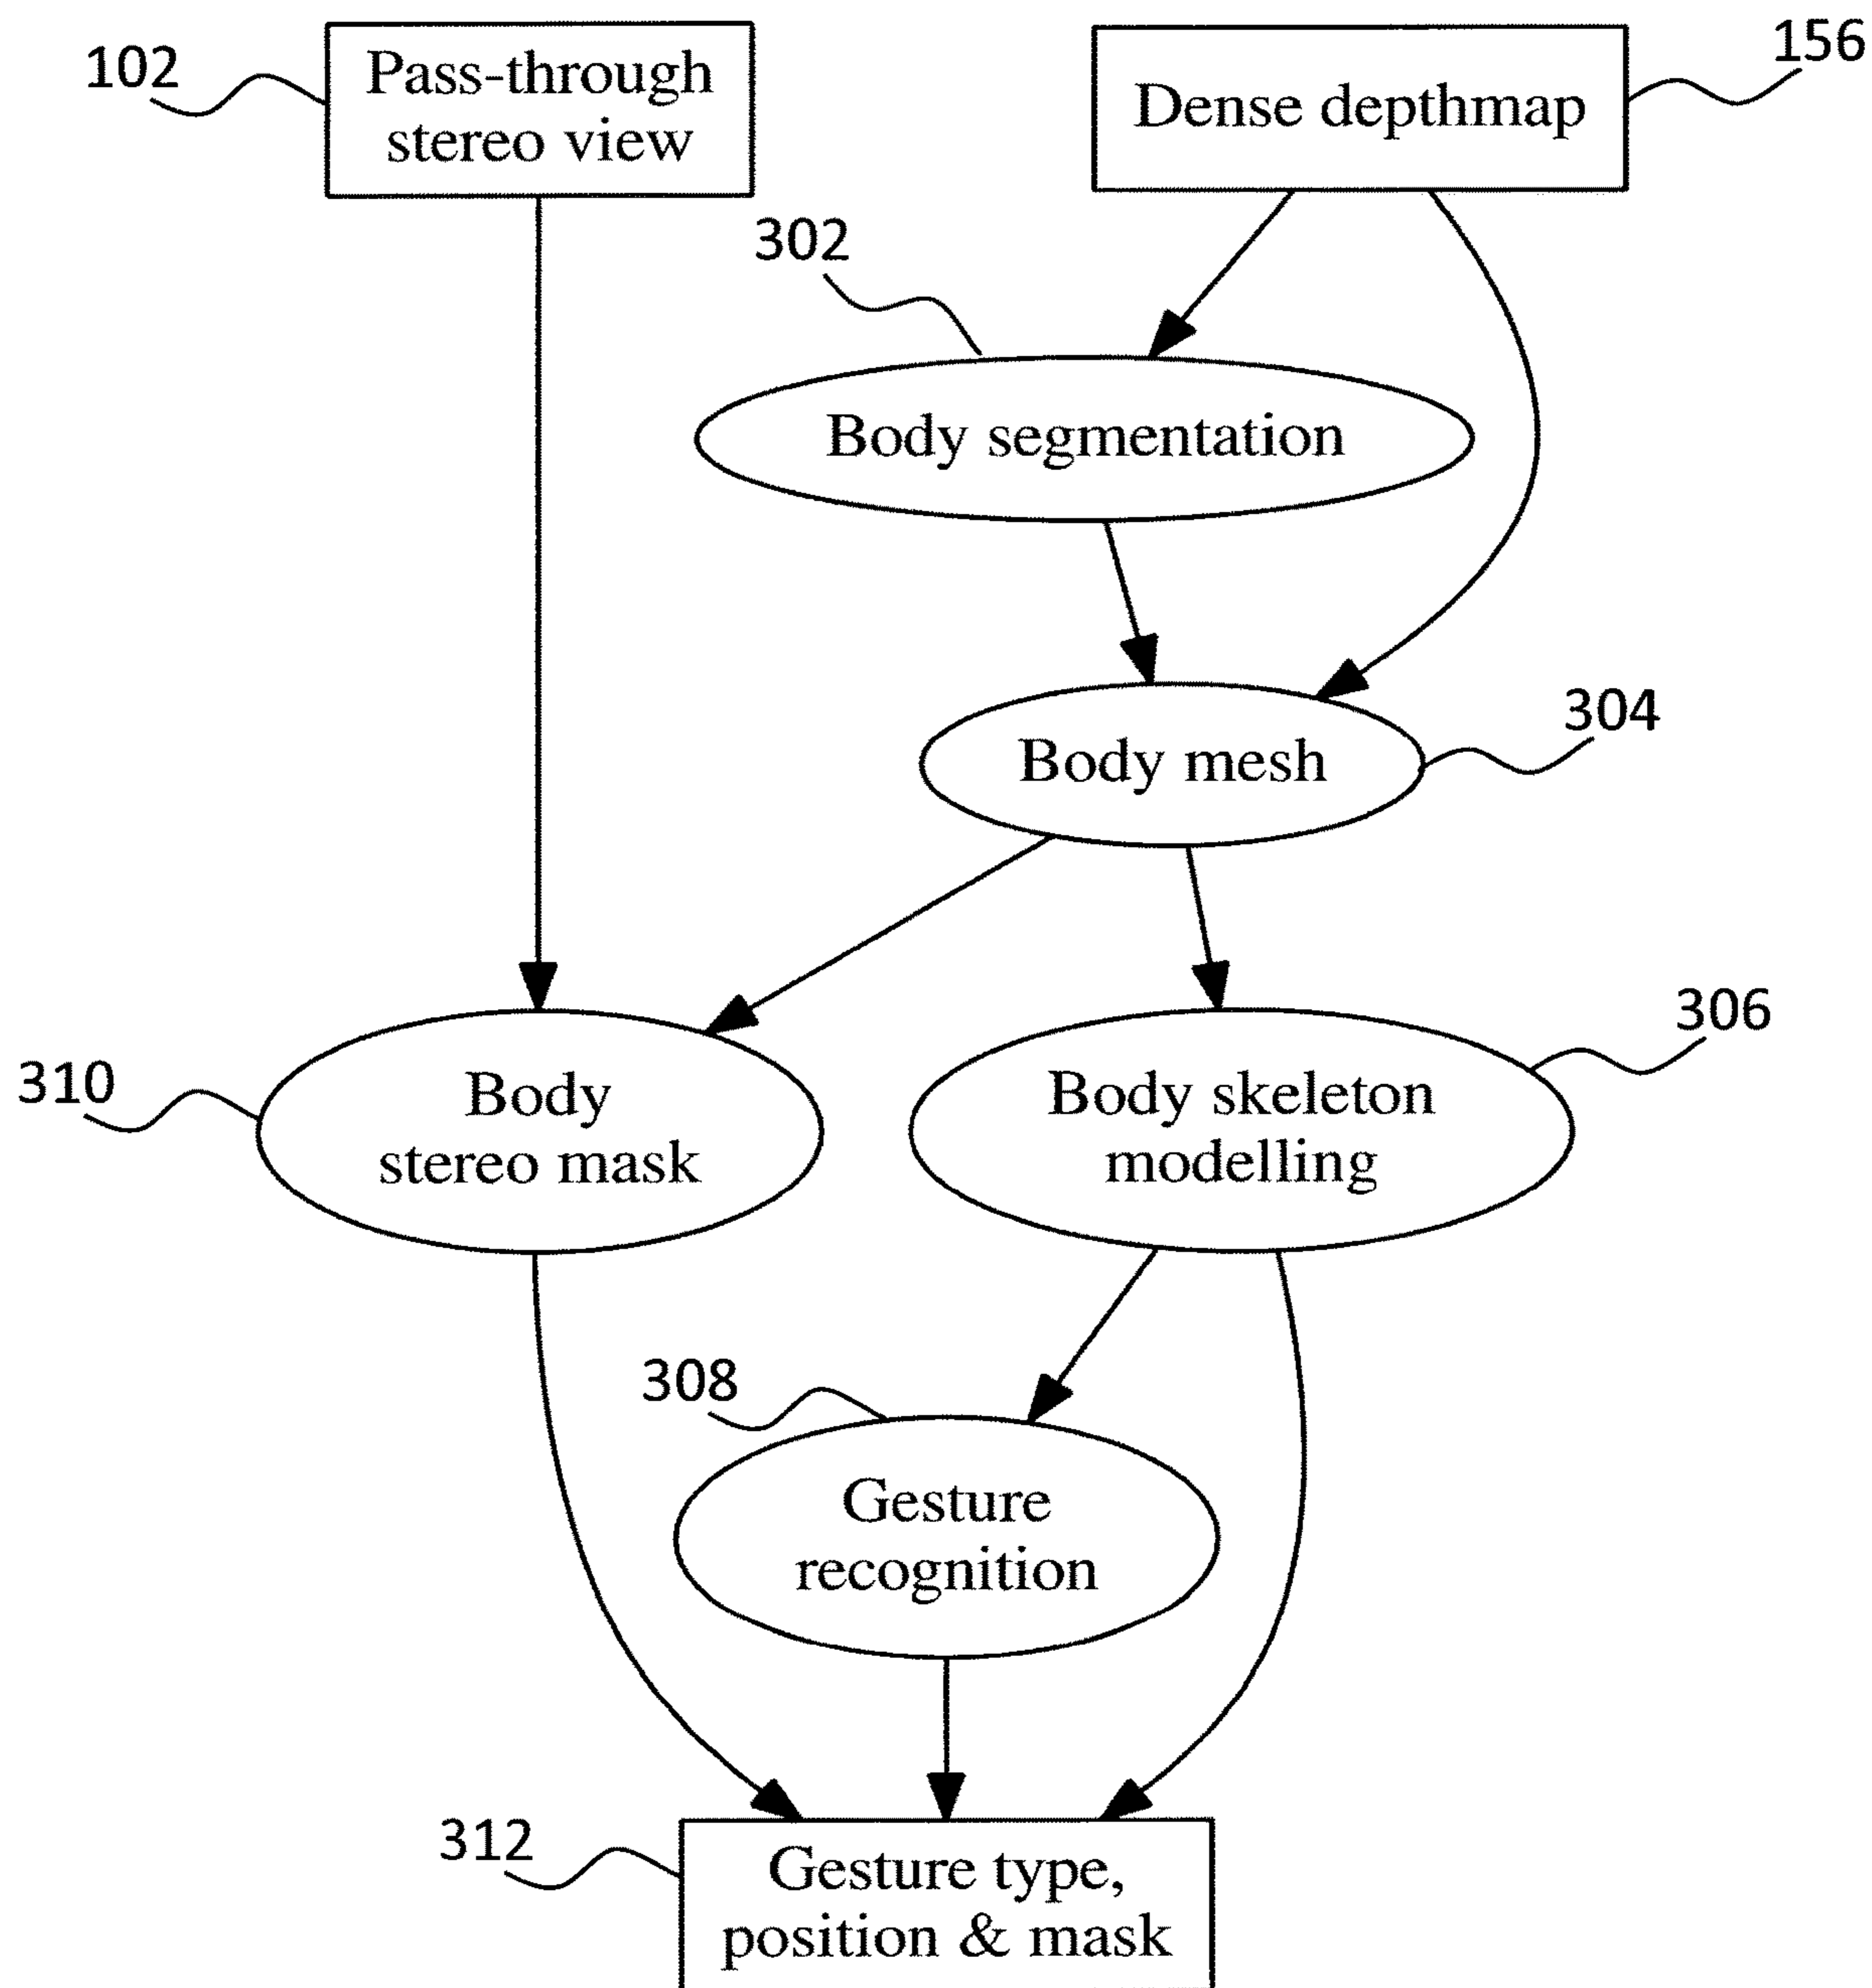 102
Pass-through
stereo view
156
Dense depthmap
302
Body segmentation
304
Body mesh
306
310
Body
stereo mask
Body skeleton
modelling
308
Gesture
recognition
312
Gesture type,
position & mask